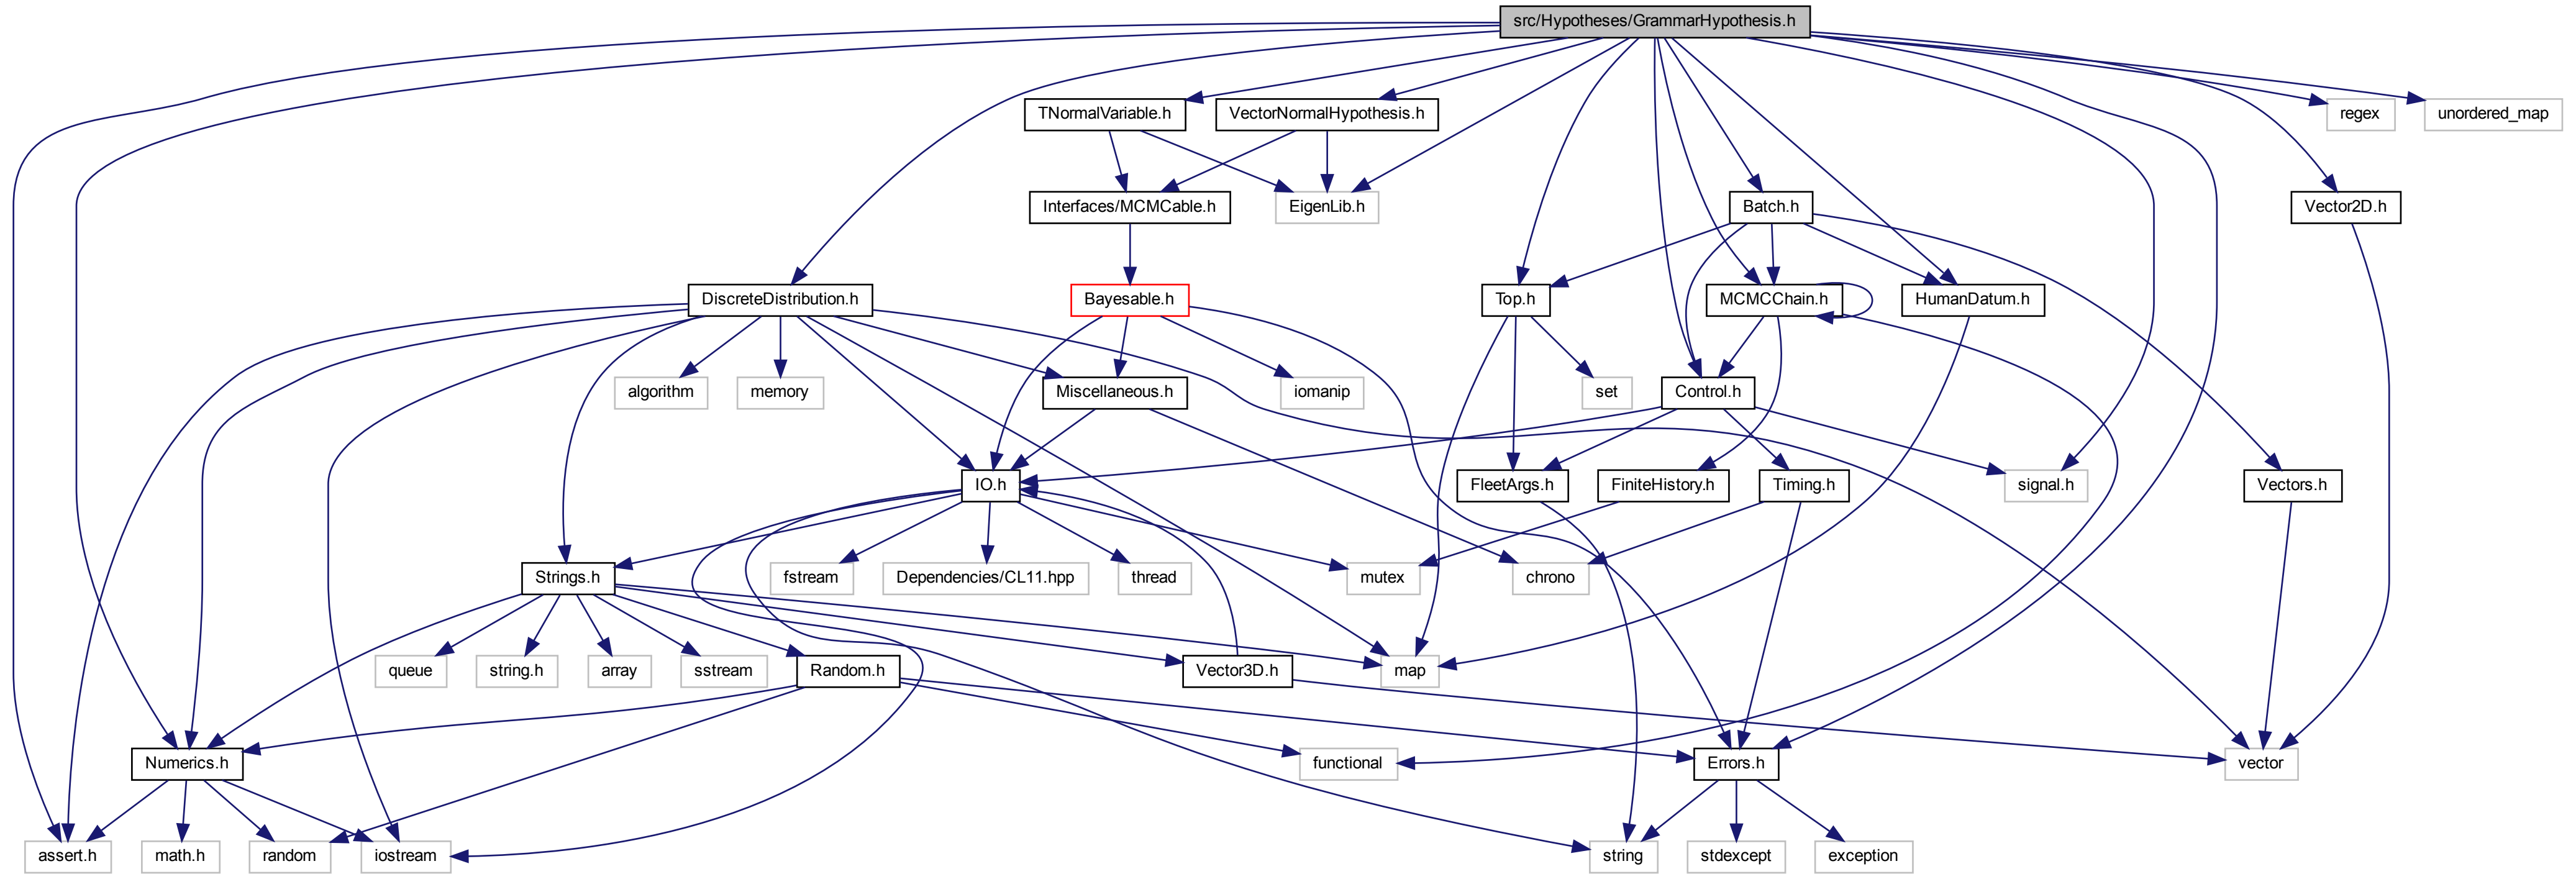 src/Hypotheses/GrammarHypothesis.h
TNormalVariable.h
VectorNormalHypothesis.h
regex
unordered_map
Interfaces/MCMCable.h
EigenLib.h
Batch.h
Vector2D.h
DiscreteDistribution.h
Bayesable.h
Top.h
MCMCChain.h
HumanDatum.h
algorithm
memory
Miscellaneous.h
iomanip
set
Control.h
IO.h
FleetArgs.h
FiniteHistory.h
Timing.h
signal.h
Vectors.h
Strings.h
fstream
Dependencies/CL11.hpp
thread
mutex
chrono
queue
string.h
array
sstream
Random.h
Vector3D.h
map
Numerics.h
functional
Errors.h
vector
assert.h
math.h
random
iostream
string
stdexcept
exception